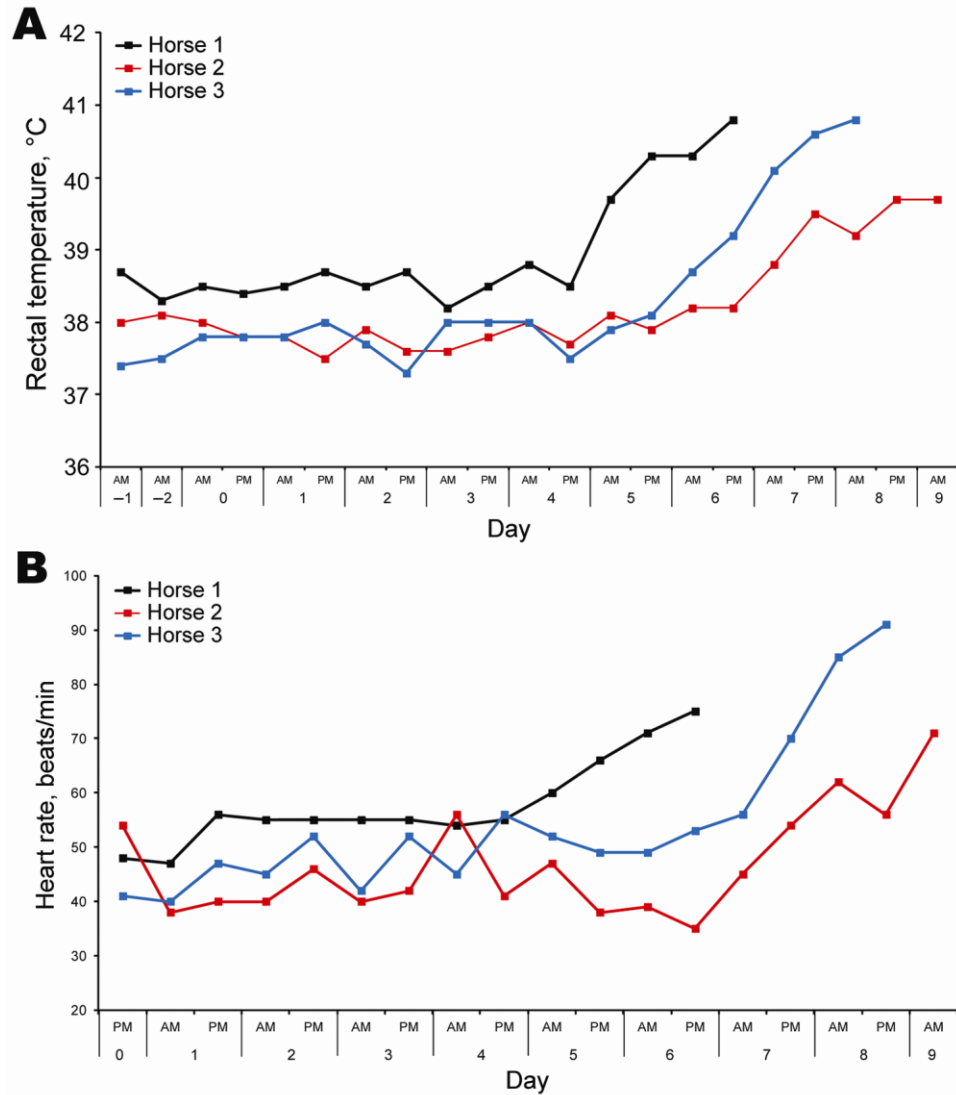 A
42
41
40
39
38
37
36
Rectal temperature, °C
Horse 1
Horse 2
Horse 3
AM AM AM PM AM PM AM PM AM PM AM PM AM PM AM PM AM PM AM PM AM
–1 –2 0 1 2 3 4 5 6 7 8 9
Day
B
100
90
80
70
60
50
40
30
20
Heart rate, beats/min
Horse 1
Horse 2
Horse 3
PM AM PM AM PM AM PM AM PM AM PM AM PM AM PM AM PM AM
0 1 2 3 4 5 6 7 8 9
Day